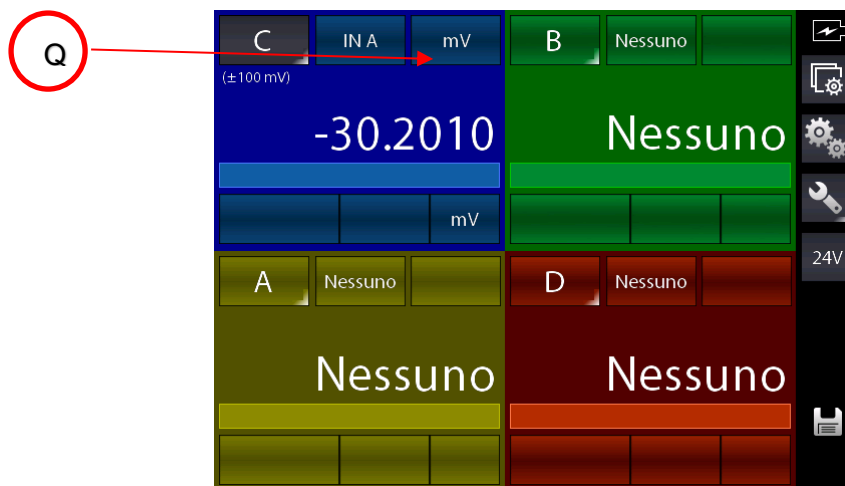 Q
C IN A mV
(±100 mV)
-30.2010
mV
B Nessuno
Nessuno
A Nessuno
Nessuno
D Nessuno
Nessuno
24V